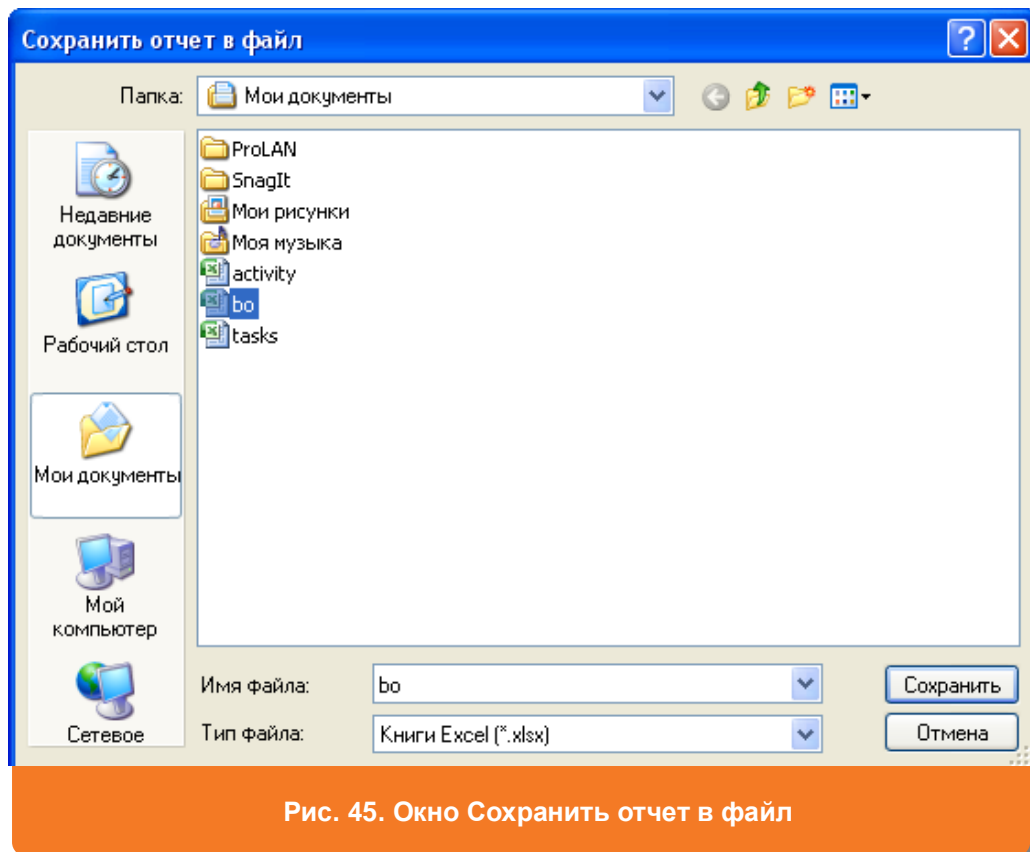 Сохранить отчет в файл
Папка:
Мои документы
Недавние
документы
Рабочий стол
Мои документы
Мой
компьютер
Сетевое
ProLAN
SnagIt
Мои рисунки
Моя музыка
activity
bo
tasks
Имя файла:
bo
Сохранить
Тип файла:
Книги Excel (*.xlsx)
Отмена
Рис. 45. Окно Сохранить отчет в файл